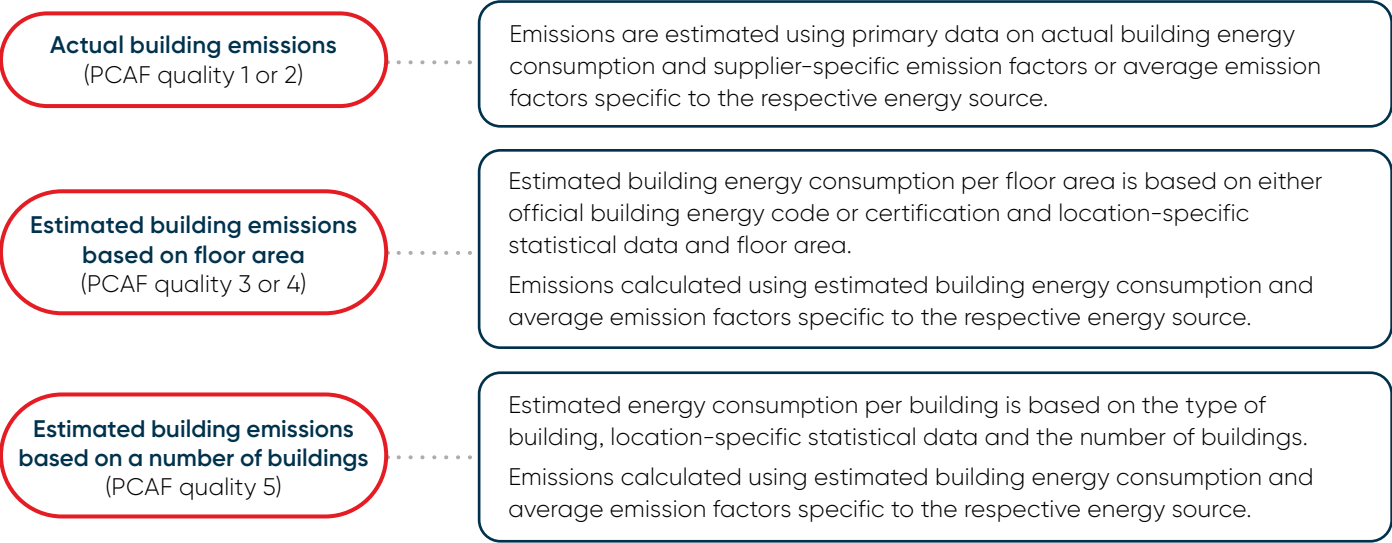 Actual building emissions
(PCAF quality 1 or 2)
Emissions are estimated using primary data on actual building energy
consumption and supplier-specific emission factors or average emission
factors specific to the respective energy source.
Estimated building emissions
based on floor area
(PCAF quality 3 or 4)
Estimated building energy consumption per floor area is based on either
official building energy code or certification and location-specific
statistical data and floor area.
Emissions calculated using estimated building energy consumption and
average emission factors specific to the respective energy source.
Estimated building emissions
based on a number of buildings
(PCAF quality 5)
Estimated energy consumption per building is based on the type of
building, location-specific statistical data and the number of buildings.
Emissions calculated using estimated building energy consumption and
average emission factors specific to the respective energy source.